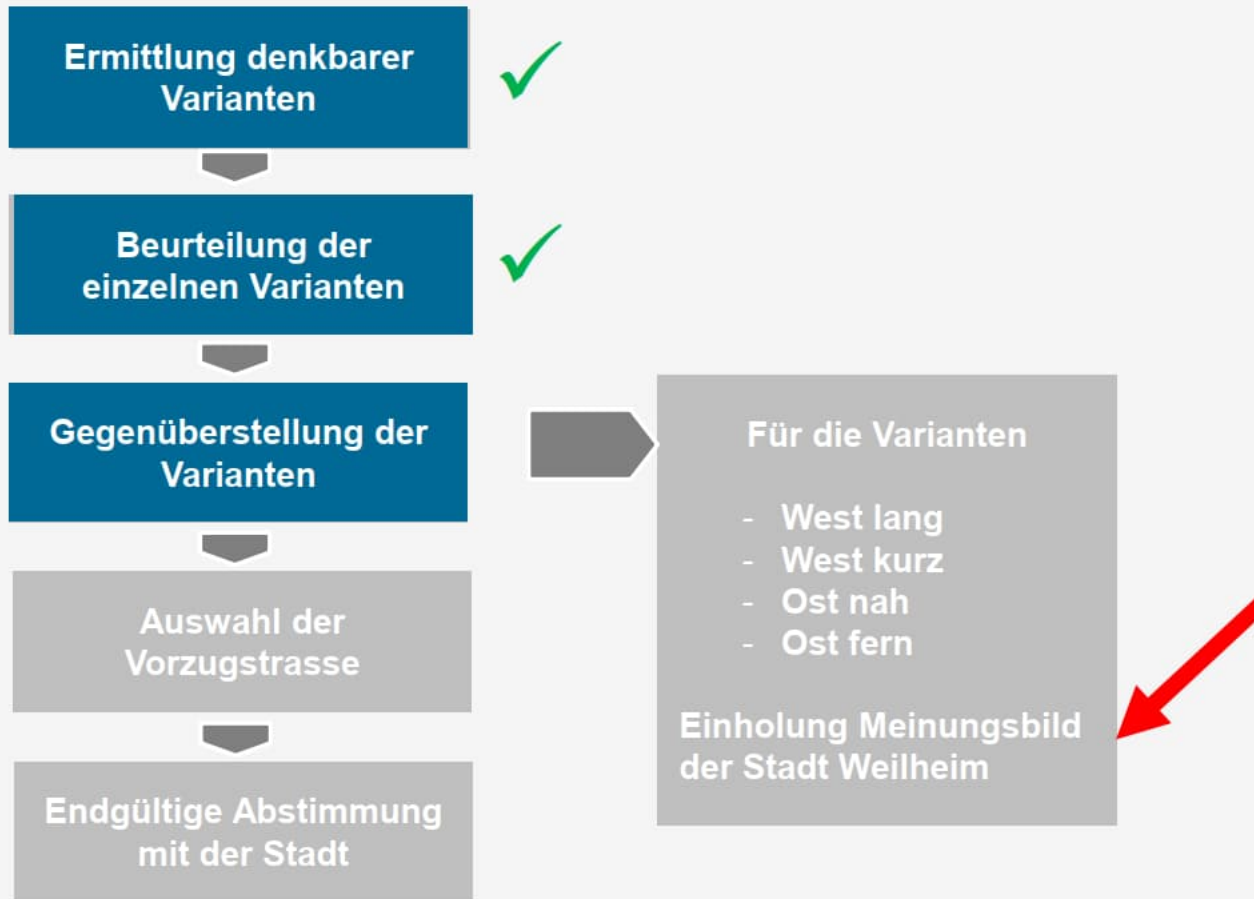 Ermittlung denkbarer
Varianten
Beurteilung der
einzelnen Varianten
Gegenüberstellung der
Varianten
Auswahl der
Vorzugstrasse
Endgültige Abstimmung
mit der Stadt
Für die Varianten
- West lang
- West kurz
- Ost nah
- Ost fern
Einholung Meinungsbild
der Stadt Weilheim